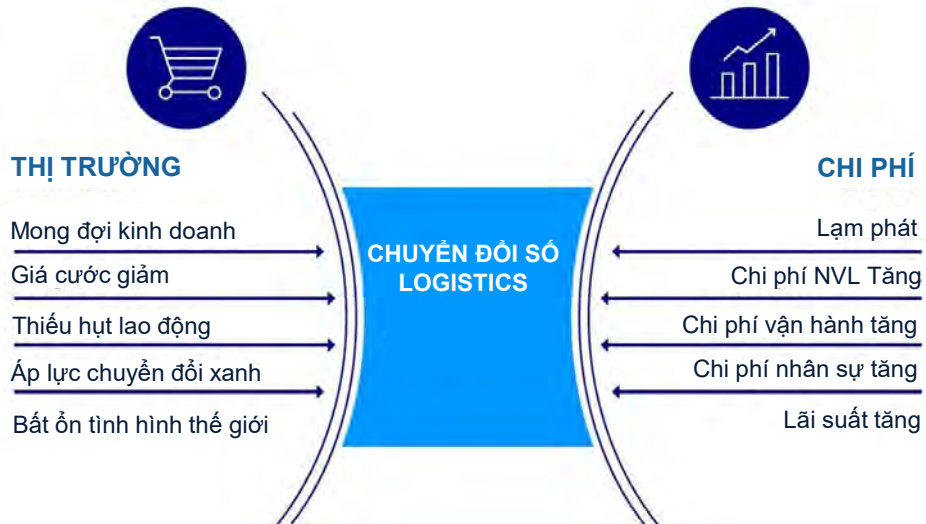 THỊ TRƯỜNG
Mong đợi kinh doanh
Giá cước giảm
Thiếu hụt lao động
Áp lực chuyển đổi xanh
Bất ổn tình hình thế giới
CHUYỂN ĐỔI SỐ
LOGISTICS
CHI PHÍ
Lạm phát
Chi phí NVL Tăng
Chi phí vận hành tăng
Chi phí nhân sự tăng
Lãi suất tăng